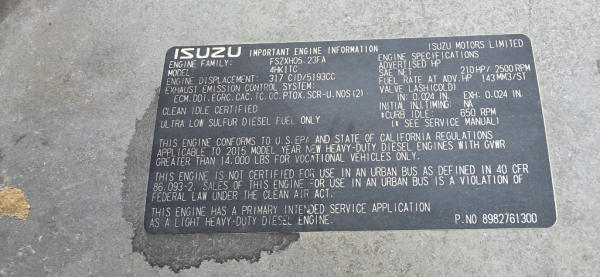 ISUZU IMPORTANT ENGINE INFORMATION ISUZU MOTORS LIMITED
ENGINE FAMILY: FSZXH05.23FA
MODEL: 4HK1TC
ENGINE DISPLACEMENT: 317 CID/5193CC
EXHAUST EMISSION CONTROL SYSTEM:
ECM, DDI, EGRC, CAC, TC, OC, PTOX, SCR-U, NOS(2)
CLEAN IDLE CERTIFIED
ULTRA LOW SULFUR DIESEL FUEL ONLY
ENGINE SPECIFICATIONS
ADVERTISED HP
SAE NET 210HP/2500RPM
FUEL RATE AT ADV.HP 143MM3/ST
VALVE LASH(COLD)
IN: 0.024 IN. EXH: 0.024 IN.
INITIAL INJ.TIMING: NA
*CURB IDLE: 650 RPM
(* SEE SERVICE MANUAL)
THIS ENGINE CONFORMS TO U.S.EPA AND STATE OF CALIFORNIA REGULATIONS
APPLICABLE TO 2015 MODEL YEAR NEW HEAVY-DUTY DIESEL ENGINES WITH GVWR
GREATER THAN 14,000 LBS FOR VOCATIONAL VEHICLES ONLY.
THIS ENGINE IS NOT CERTIFIED FOR USE IN AN URBAN BUS AS DEFINED IN 40 CFR
86.093-2. SALES OF THIS ENGINE FOR USE IN AN URBAN BUS IS A VIOLATION OF
FEDERAL LAW UNDER THE CLEAN AIR ACT.
THIS ENGINE HAS A PRIMARY INTENDED SERVICE APPLICATION
AS A LIGHT HEAVY-DUTY DIESEL ENGINE.
P.NO 8982761300